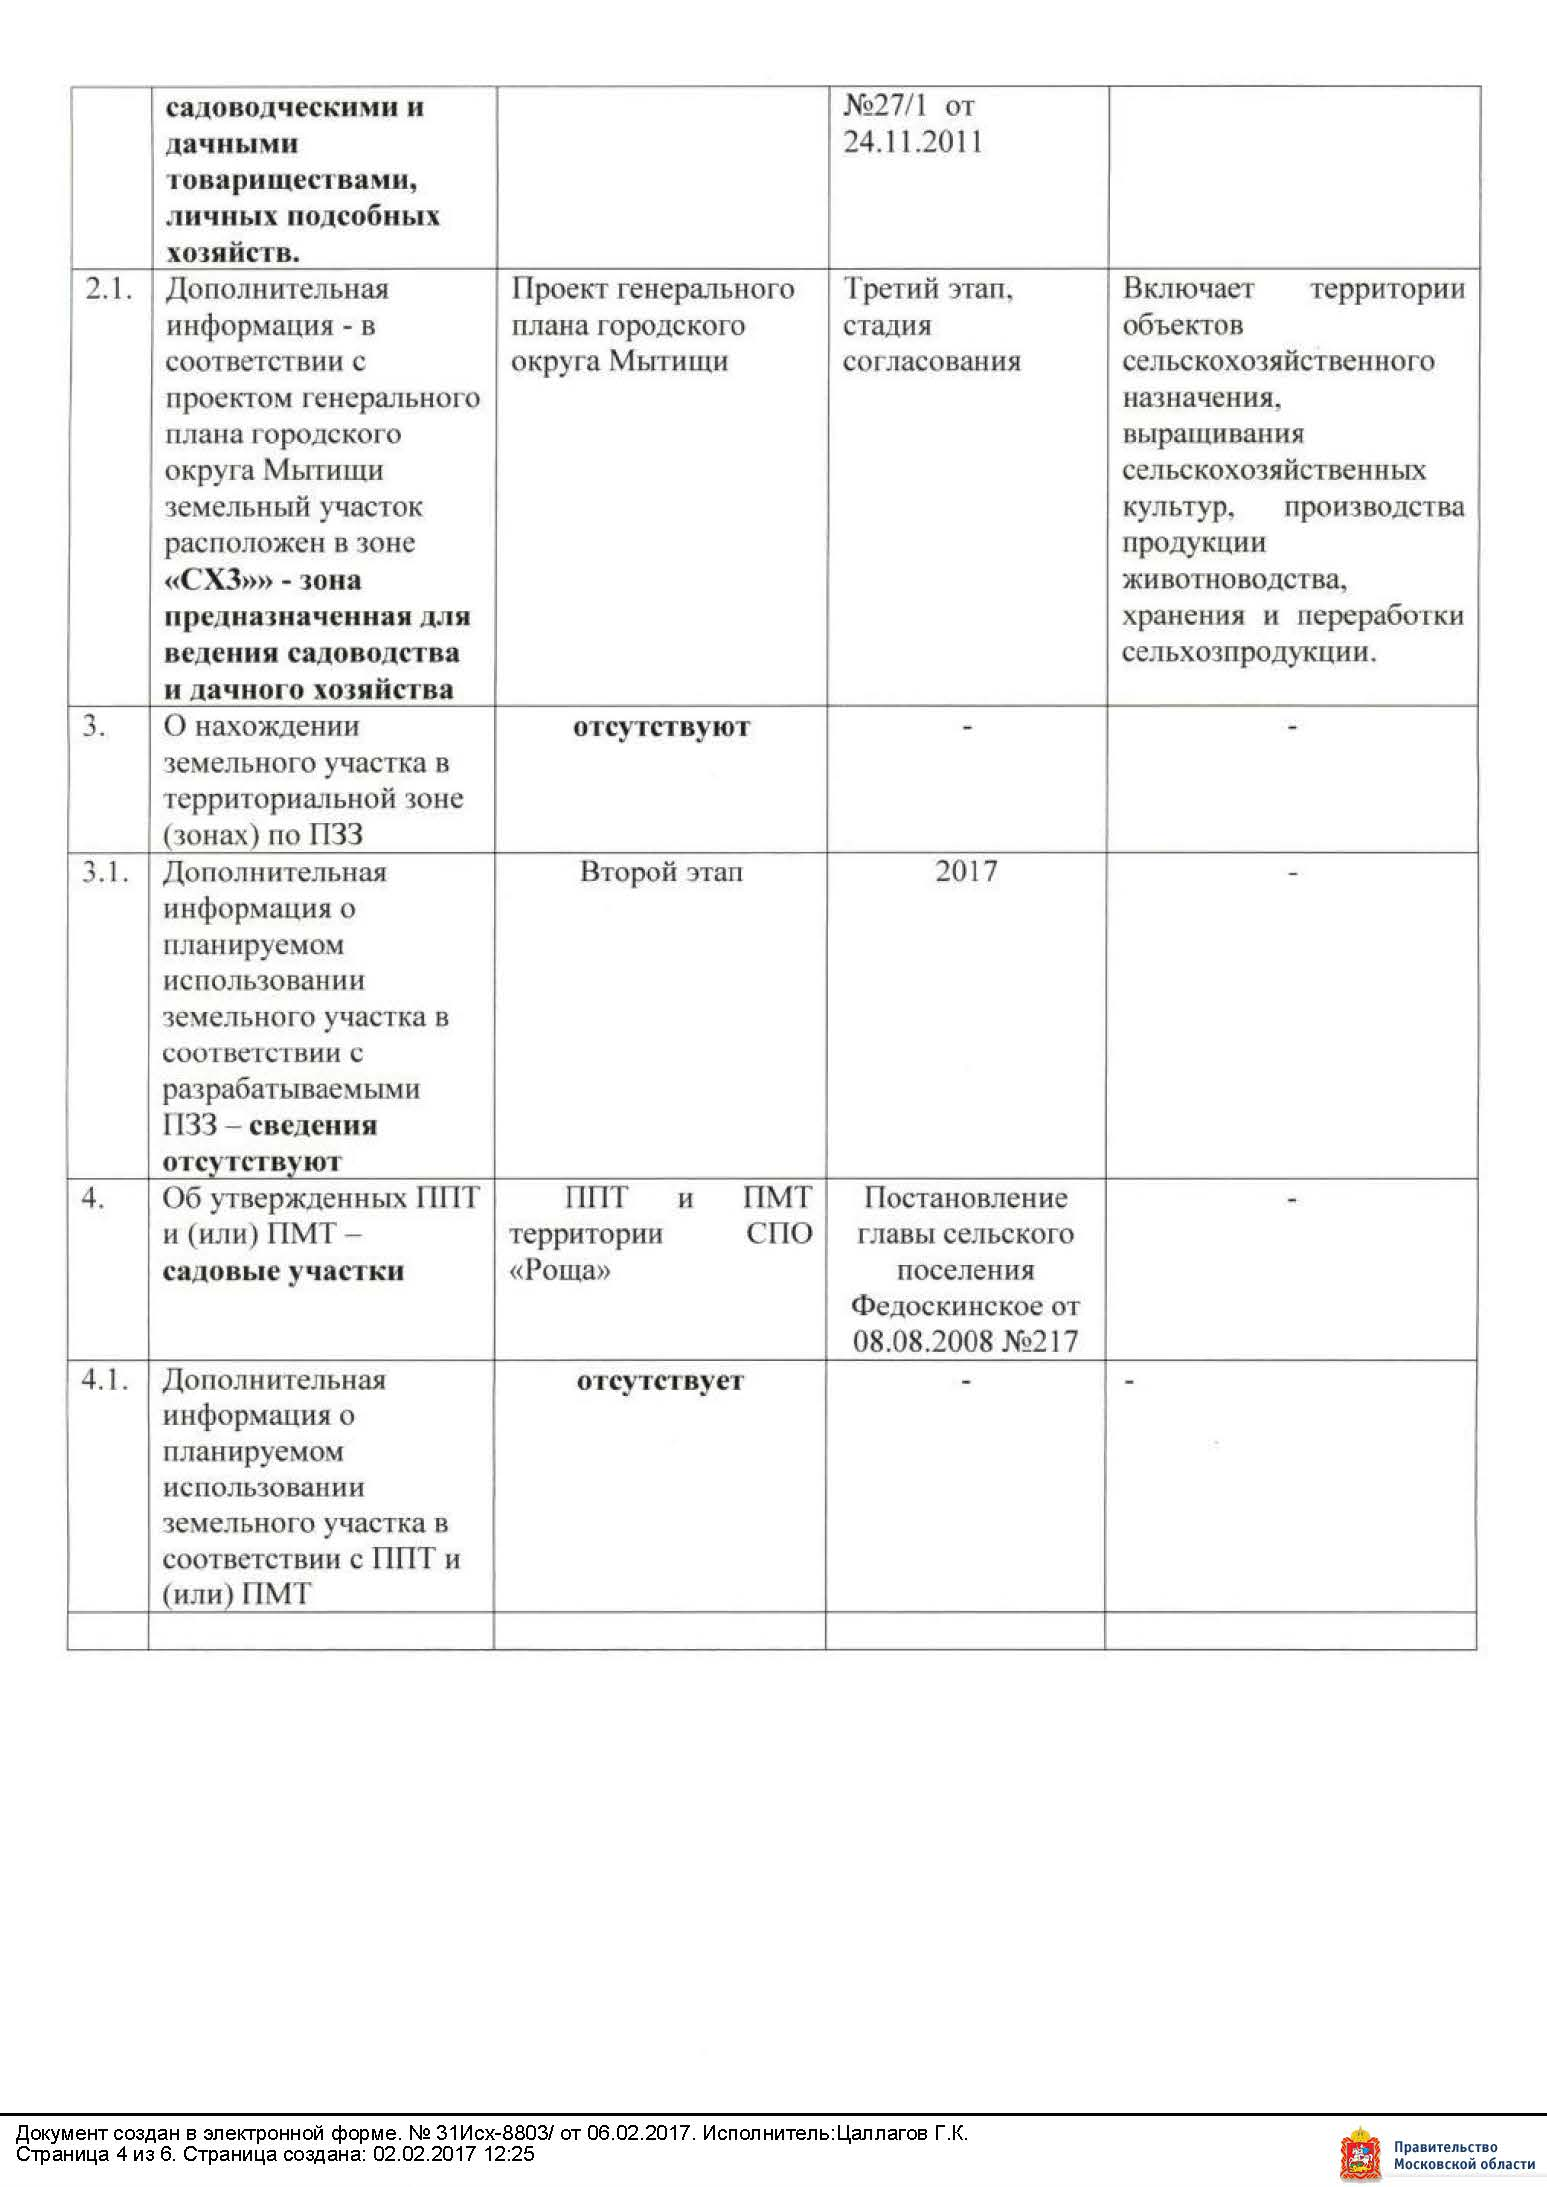 садоводческими и
дачными
товариществами,
личных подсобных
хозяйств.
№27/1 от
24.11.2011
2.1.
Дополнительная
информация - в
соответствии с
проектом генерального
плана городского
округа Мытищи
земельный участок
расположен в зоне
«СХЗ»» - зона
предназначенная для
ведения садоводства
и дачного хозяйства
Проект генерального
плана городского
округа Мытищи
Третий этап,
стадия
согласования
Включает территории
объектов
сельскохозяйственного
назначения,
выращивания
сельскохозяйственных
культур, производства
продукции
животноводства,
хранения и переработки
сельхозпродукции.
3.
О нахождении
земельного участка в
территориальной зоне
(зонах) по ПЗЗ
отсутствуют
-
-
3.1.
Дополнительная
информация о
планируемом
использовании
земельного участка в
соответствии с
разрабатываемыми
ПЗЗ – сведения
отсутствуют
Второй этап
2017
-
4.
Об утвержденных ППТ
и (или) ПМТ –
садовые участки
ППТ и ПМТ
территории СПО
«Роща»
Постановление
главы сельского
поселения
Федоскинское от
08.08.2008 №217
-
4.1.
Дополнительная
информация о
планируемом
использовании
земельного участка в
соответствии с ППТ и
(или) ПМТ
отсутствует
-
-
Документ создан в электронной форме. № 31Исх-8803/ от 06.02.2017. Исполнитель:Цаллагов Г.К.
Страница 4 из 6. Страница создана: 02.02.2017 12:25
Правительство
Московской области